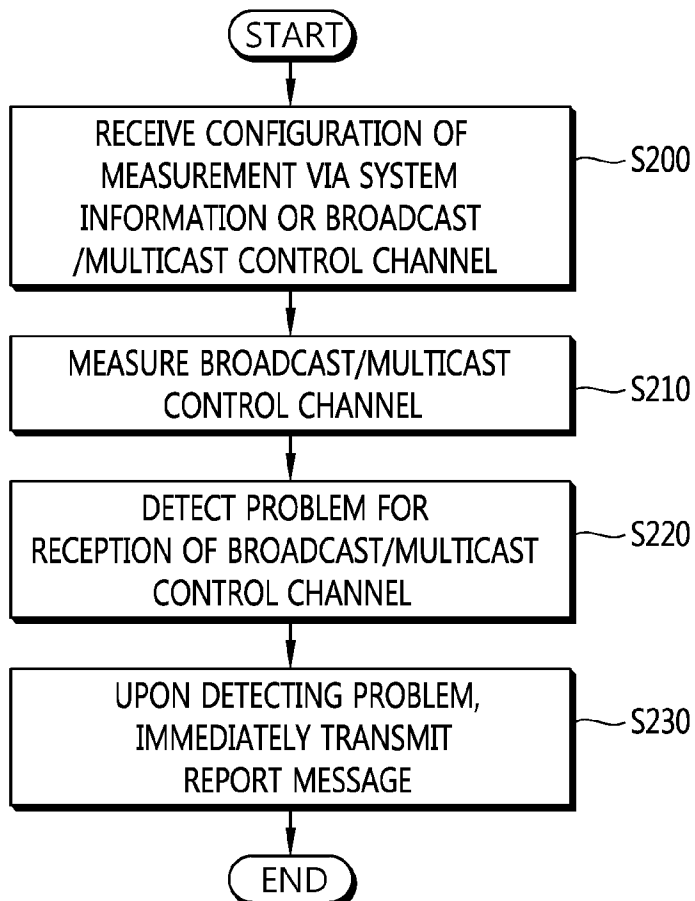 START
RECEIVE CONFIGURATION OF
MEASUREMENT VIA SYSTEM
INFORMATION OR BROADCAST
/MULTICAST CONTROL CHANNEL
S200
MEASURE BROADCAST/MULTICAST
CONTROL CHANNEL
S210
DETECT PROBLEM FOR
RECEPTION OF BROADCAST/MULTICAST
CONTROL CHANNEL
S220
UPON DETECTING PROBLEM,
IMMEDIATELY TRANSMIT
REPORT MESSAGE
S230
END